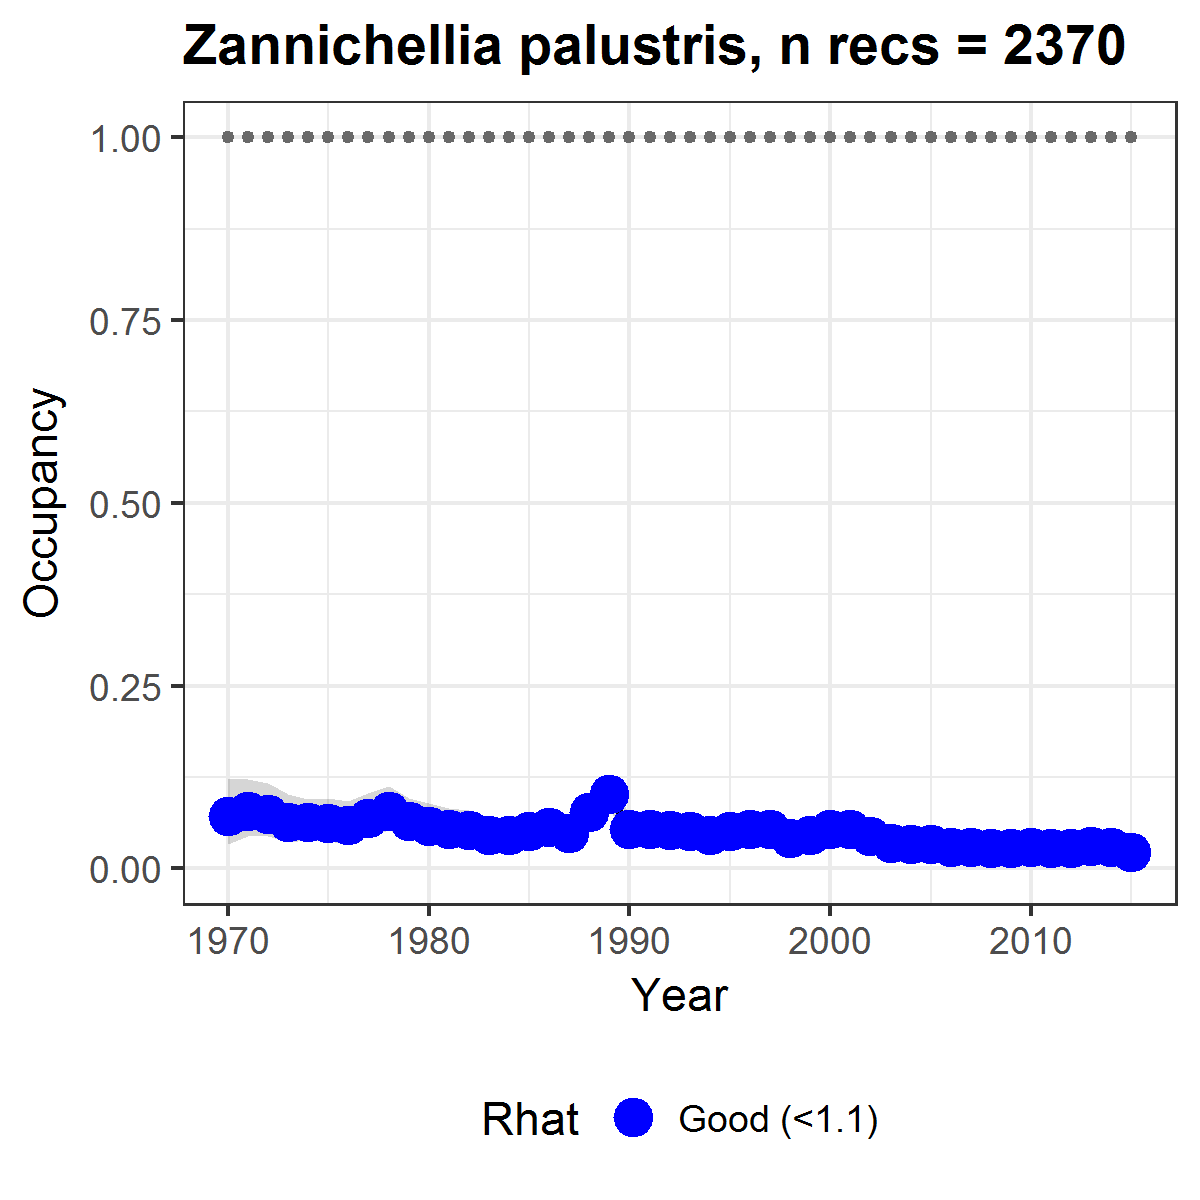 Zannichellia palustris, n recs = 2370
1.00
0.75
0.50
0.25
0.00
Occupancy
1970 1980 1990 2000 2010
Year
Rhat Good (<1.1)